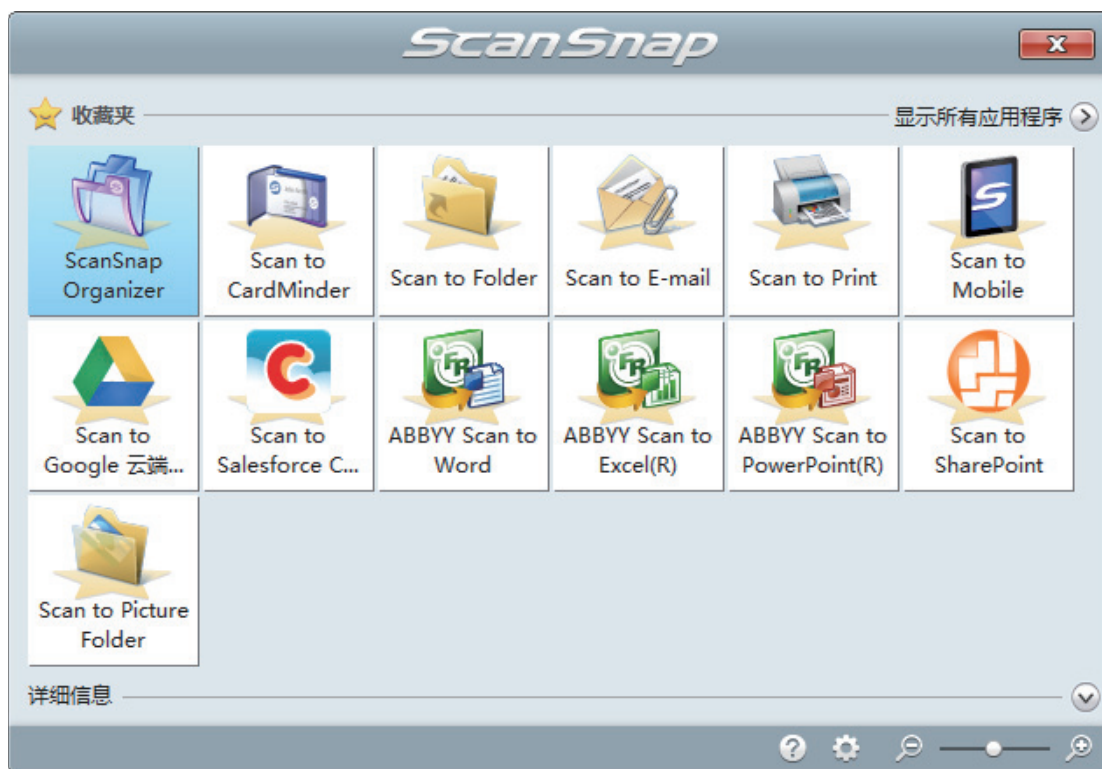 ScanSnap
收藏夹
显示所有应用程序
ScanSnap
Organizer
Scan to
CardMinder
Scan to Folder
Scan to E-mail
Scan to Print
Scan to
Mobile
Scan to
Google 云端...
Scan to
Salesforce C...
ABBYY Scan to
Word
ABBYY Scan to
Excel(R)
ABBYY Scan to
PowerPoint(R)
Scan to
SharePoint
Scan to Picture
Folder
详细信息